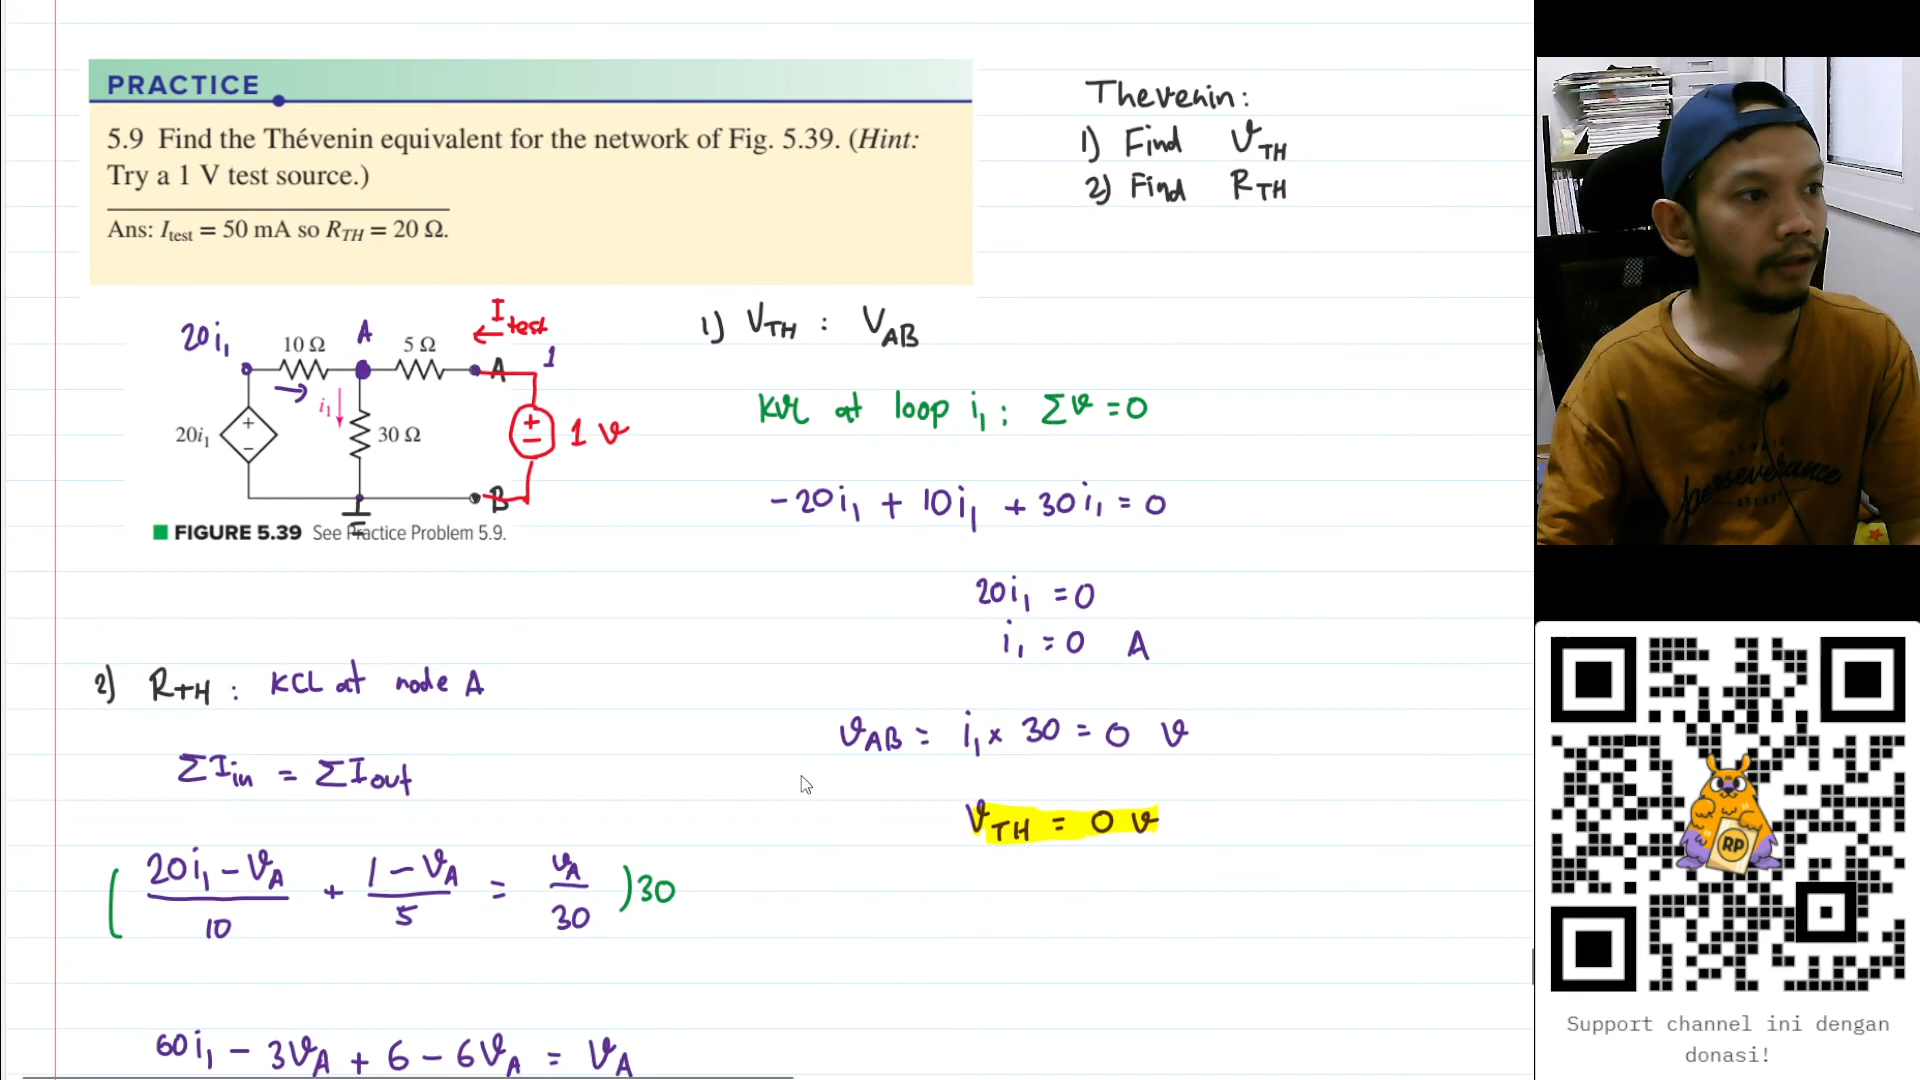 PRACTICE
5.9 Find the Thévenin equivalent for the network of Fig. 5.39. (Hint:
Try a 1 V test source.)
Ans: Itest = 50 mA so RTH = 20 Ω.
Thevenin:
1) Find VTH
2) Find RTH
20i1
10 Ω
A
5 Ω
Itest
1
A
20i1
+
-
i1
30 Ω
+
-
1 V
B
FIGURE 5.39 See Practice Problem 5.9.
1) VTH : VAB
KVL at loop i1 : ΣV = 0
-20i1 + 10i1 + 30i1 = 0
20i1 = 0
i1 = 0 A
VAB = i1 x 30 = 0 V
VTH = 0 V
2) RTH : KCL at node A
ΣIin = ΣIout
( (20i1 - VA)/10 + (1 - VA)/5 = VA/30 ) 30
60i1 - 3VA + 6 - 6VA = VA
perseverance
RP
Support channel ini dengan
donasi!